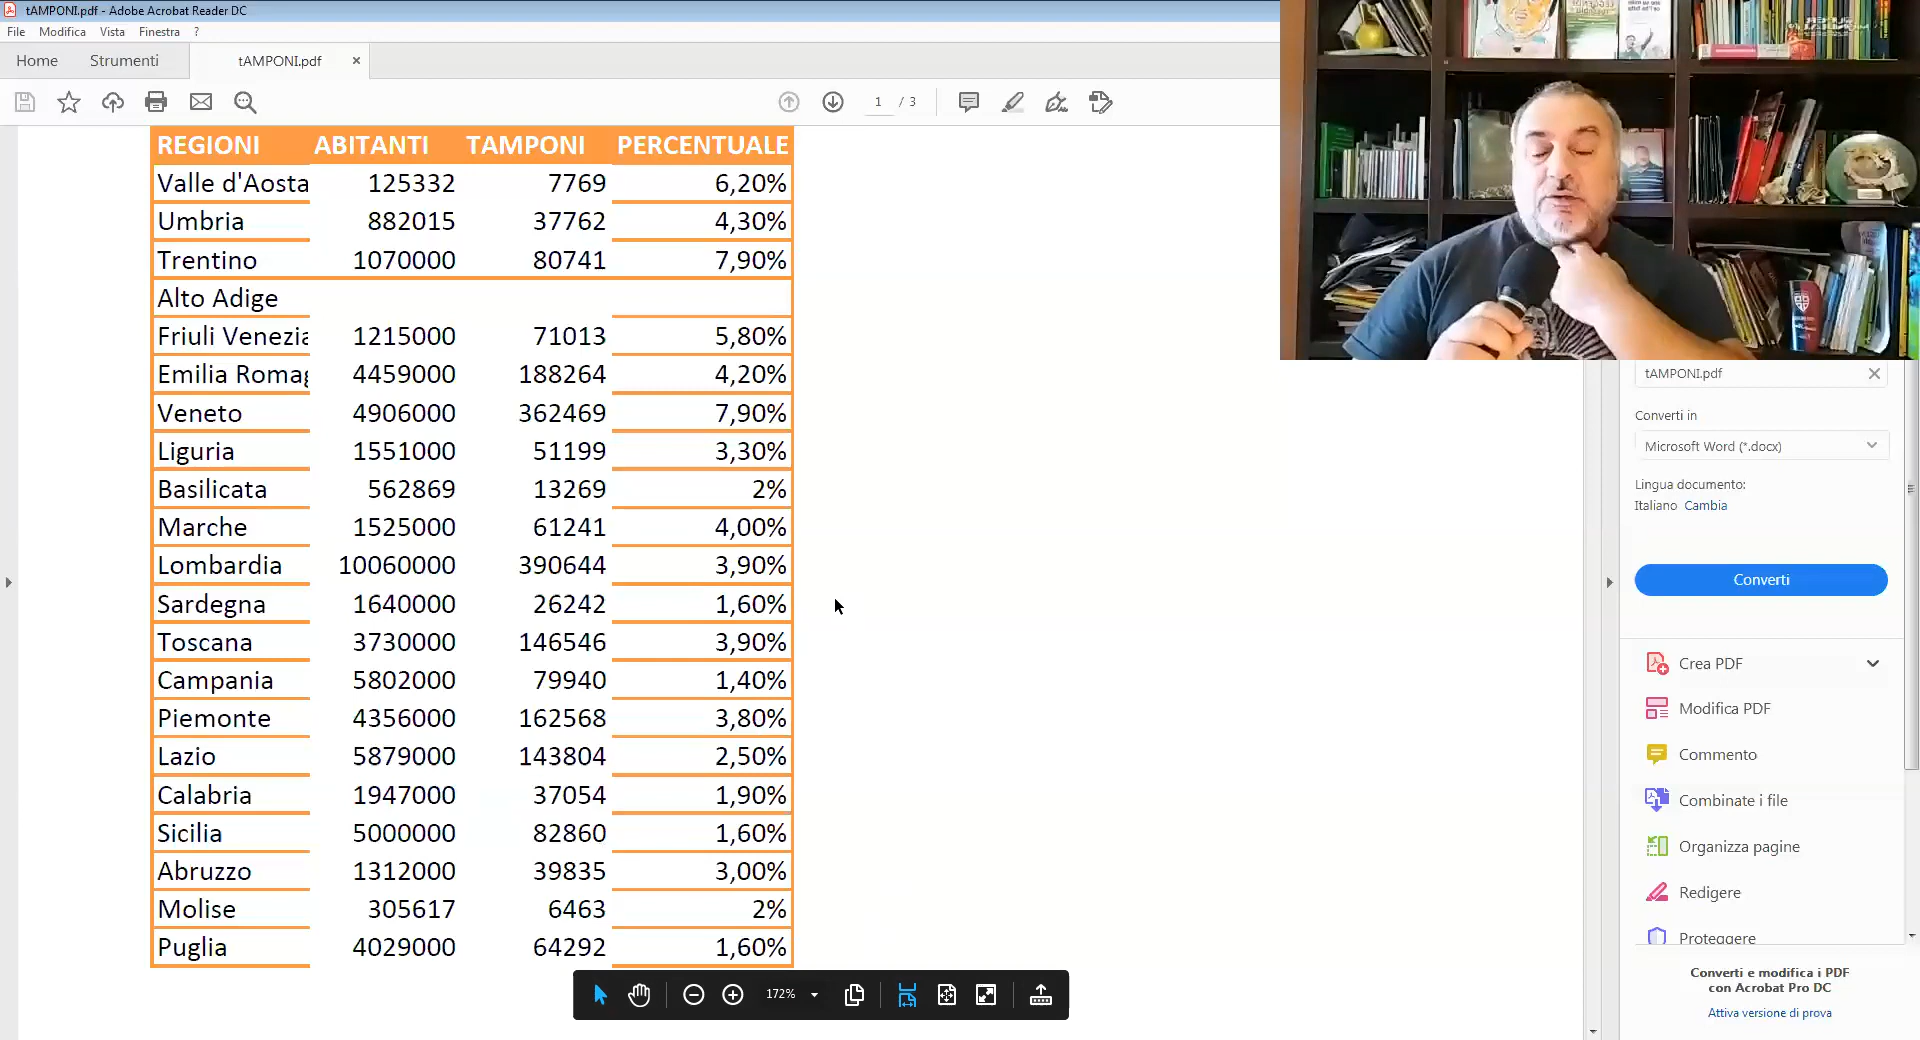 tAMPONI.pdf - Adobe Acrobat Reader DC
File Modifica Vista Finestra ?
Home Strumenti tAMPONI.pdf ×
1 / 3
REGIONI ABITANTI TAMPONI PERCENTUALE
Valle d'Aosta 125332 7769 6,20%
Umbria 882015 37762 4,30%
Trentino 1070000 80741 7,90%
Alto Adige
Friuli Venezia 1215000 71013 5,80%
Emilia Romag 4459000 188264 4,20%
Veneto 4906000 362469 7,90%
Liguria 1551000 51199 3,30%
Basilicata 562869 13269 2%
Marche 1525000 61241 4,00%
Lombardia 10060000 390644 3,90%
Sardegna 1640000 26242 1,60%
Toscana 3730000 146546 3,90%
Campania 5802000 79940 1,40%
Piemonte 4356000 162568 3,80%
Lazio 5879000 143804 2,50%
Calabria 1947000 37054 1,90%
Sicilia 5000000 82860 1,60%
Abruzzo 1312000 39835 3,00%
Molise 305617 6463 2%
Puglia 4029000 64292 1,60%
172%
tAMPONI.pdf
Converti in
Microsoft Word (*.docx)
Lingua documento:
Italiano Cambia
Converti
Crea PDF
Modifica PDF
Commento
Combinate i file
Organizza pagine
Redigere
Proteggere
Converti e modifica i PDF
con Acrobat Pro DC
Attiva versione di prova